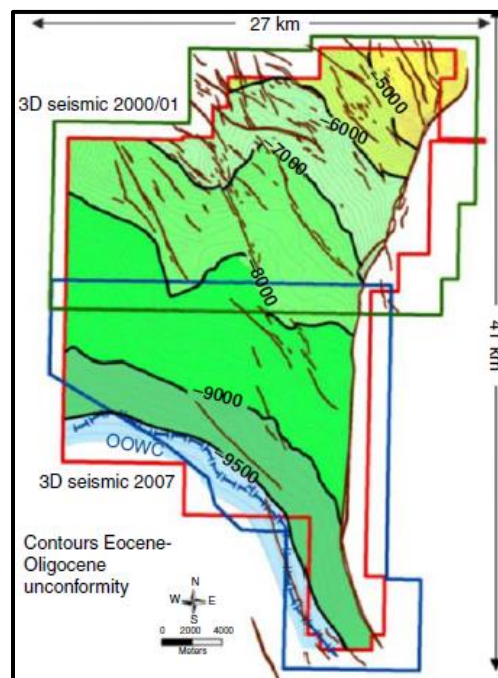 27 km
3D seismic 2000/01
-5000
-6000
-7000
-8000
41 km
-9000
OOWC
-9500
3D seismic 2007
Contours Eocene-
Oligocene
unconformity
N
W E
S
0 2000 4000
Meters